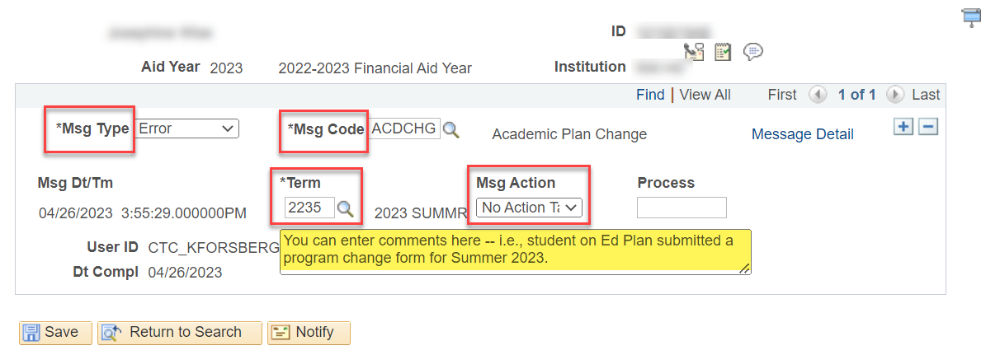 ID
Aid Year 2023 2022-2023 Financial Aid Year Institution
Find | View All First 1 of 1 Last
*Msg Type Error *Msg Code ACDCHG Academic Plan Change Message Detail
Msg Dt/Tm *Term Msg Action Process
04/26/2023 3:55:29.000000PM 2235 2023 SUMMR No Action Ta
User ID CTC_KFORSBERG
You can enter comments here -- i.e., student on Ed Plan submitted a
program change form for Summer 2023.
Dt Compl 04/26/2023
Save Return to Search Notify